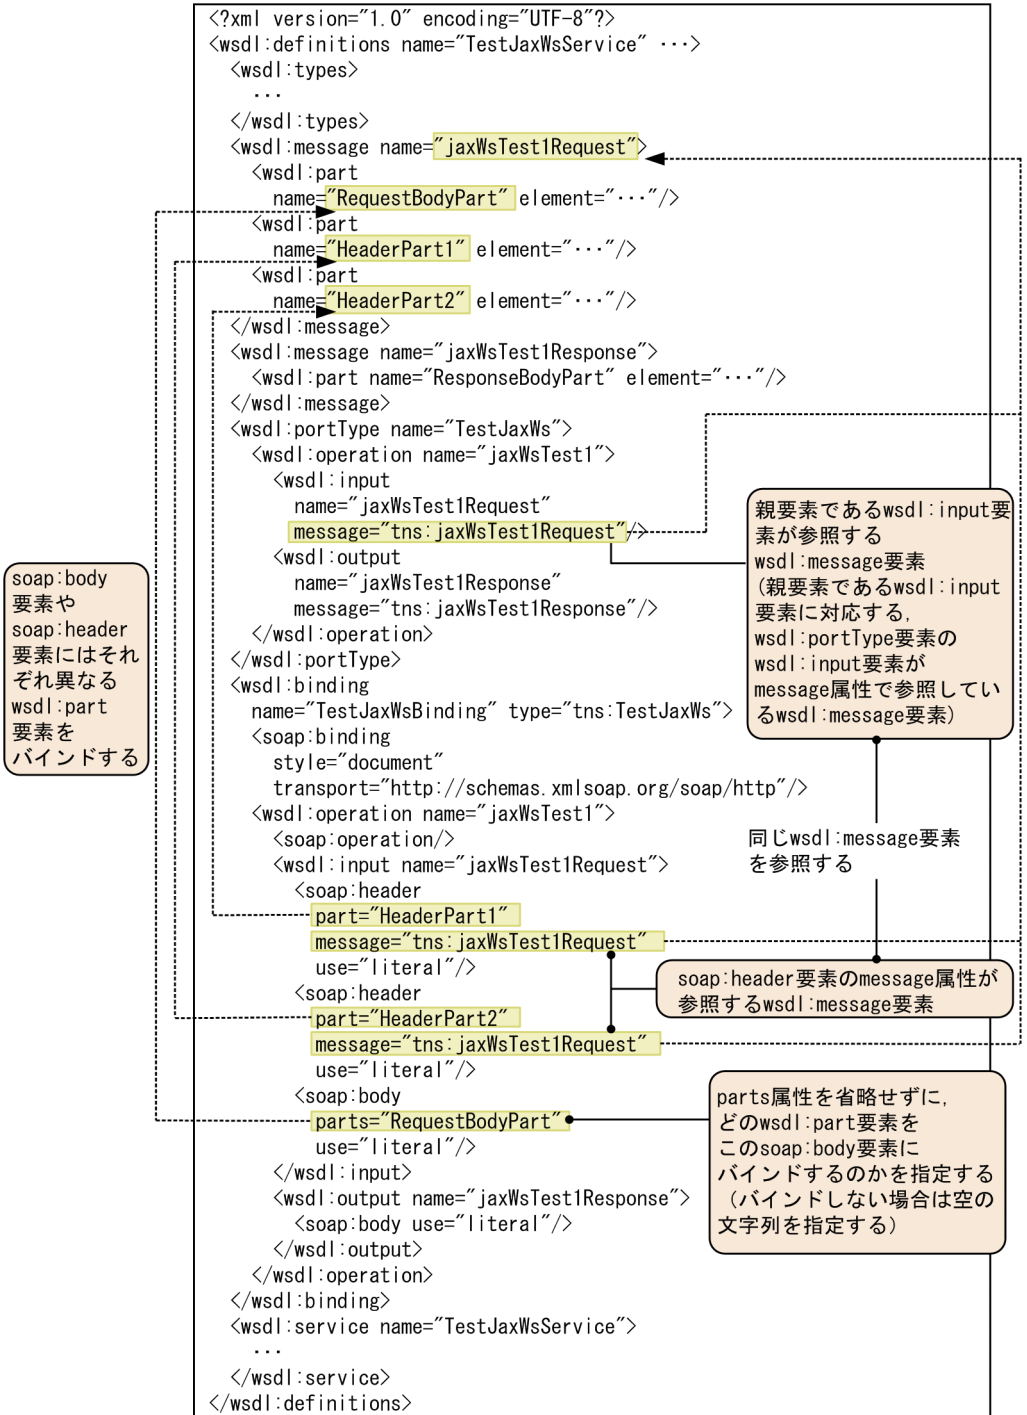 <?xml version="1.0" encoding="UTF-8"?>
<wsdl:definitions name="TestJaxWsService" ・・・>
<wsdl:types>
・・・
</wsdl:types>
<wsdl:message name="jaxWsTest1Request">
<wsdl:part
name="RequestBodyPart" element="・・・"/>
<wsdl:part
name="HeaderPart1" element="・・・"/>
<wsdl:part
name="HeaderPart2" element="・・・"/>
</wsdl:message>
<wsdl:message name="jaxWsTest1Response">
<wsdl:part name="ResponseBodyPart" element="・・・"/>
</wsdl:message>
<wsdl:portType name="TestJaxWs">
<wsdl:operation name="jaxWsTest1">
<wsdl:input
name="jaxWsTest1Request"
message="tns:jaxWsTest1Request"/>
<wsdl:output
name="jaxWsTest1Response"
message="tns:jaxWsTest1Response"/>
</wsdl:operation>
</wsdl:portType>
<wsdl:binding
name="TestJaxWsBinding" type="tns:TestJaxWs">
<soap:binding
style="document"
transport="http://schemas.xmlsoap.org/soap/http"/>
<wsdl:operation name="jaxWsTest1">
<soap:operation/>
<wsdl:input name="jaxWsTest1Request">
<soap:header
part="HeaderPart1"
message="tns:jaxWsTest1Request"
use="literal"/>
<soap:header
part="HeaderPart2"
message="tns:jaxWsTest1Request"
use="literal"/>
<soap:body
parts="RequestBodyPart"
use="literal"/>
</wsdl:input>
<wsdl:output name="jaxWsTest1Response">
<soap:body use="literal"/>
</wsdl:output>
</wsdl:operation>
</wsdl:binding>
<wsdl:service name="TestJaxWsService">
・・・
</wsdl:service>
</wsdl:definitions>
soap:body
要素や
soap:header
要素にはそれ
ぞれ異なる
wsdl:part
要素を
バインドする
親要素であるwsdl:input要
素が参照する
wsdl:message要素
(親要素であるwsdl:input
要素に対応する,
wsdl:portType要素の
wsdl:input要素が
message属性で参照してい
るwsdl:message要素)
同じwsdl:message要素
を参照する
soap:header要素のmessage属性が
参照するwsdl:message要素
parts属性を省略せずに,
どのwsdl:part要素を
このsoap:body要素に
バインドするのかを指定する
(バインドしない場合は空の
文字列を指定する)